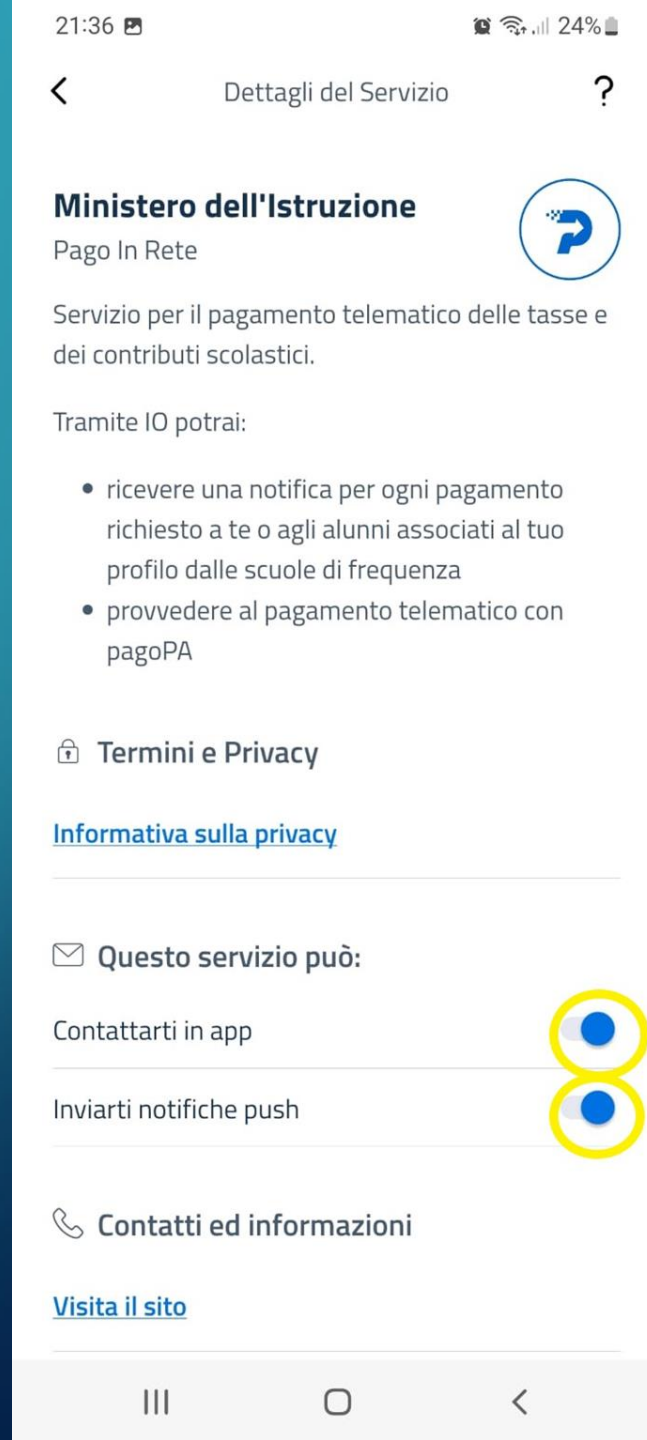 21:36 24%
Dettagli del Servizio ?
Ministero dell'Istruzione
Pago In Rete
Servizio per il pagamento telematico delle tasse e
dei contributi scolastici.
Tramite IO potrai:
• ricevere una notifica per ogni pagamento
richiesto a te o agli alunni associati al tuo
profilo dalle scuole di frequenza
• provvedere al pagamento telematico con
pagoPA
Termini e Privacy
Informativa sulla privacy
Questo servizio può:
Contattarti in app
Inviarti notifiche push
Contatti ed informazioni
Visita il sito